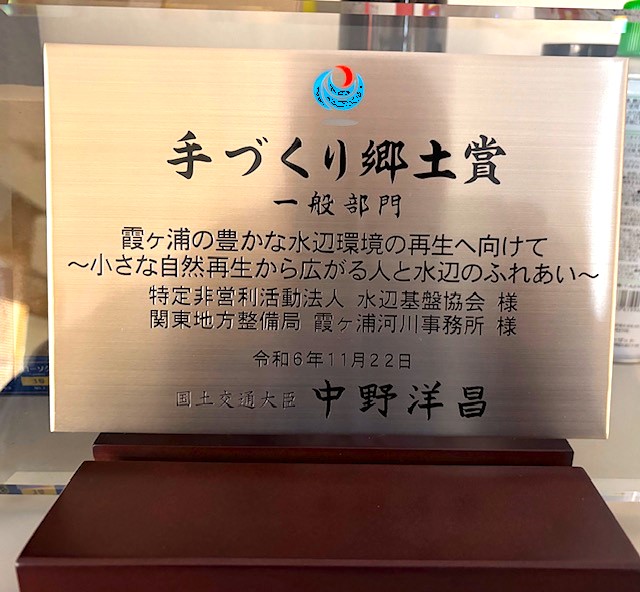 手づくり郷土賞
一般部門
霞ヶ浦の豊かな水辺環境の再生へ向けて
～小さな自然再生から広がる人と水辺のふれあい～
特定非営利活動法人 水辺基盤協会 様
関東地方整備局 霞ヶ浦河川事務所 様
令和6年11月22日
国土交通大臣 中野洋昌